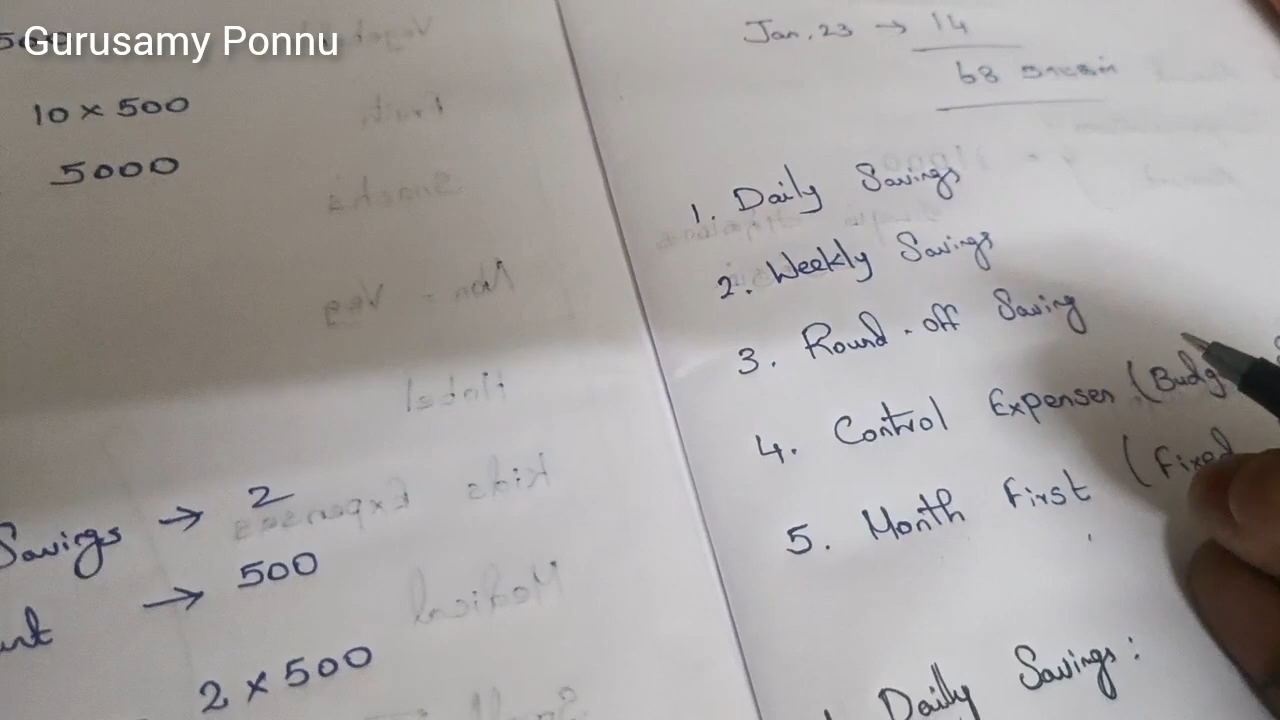 Gurusamy Ponnu
10 x 500
5000
Savings → 2
→ 500
2 x 500
Jan. 23 → 14
68
1. Daily Savings
2. Weekly Savings
3. Round-off Saving
4. Control Expenses (Budg
5. Month First (Fixed
Daily Savings: